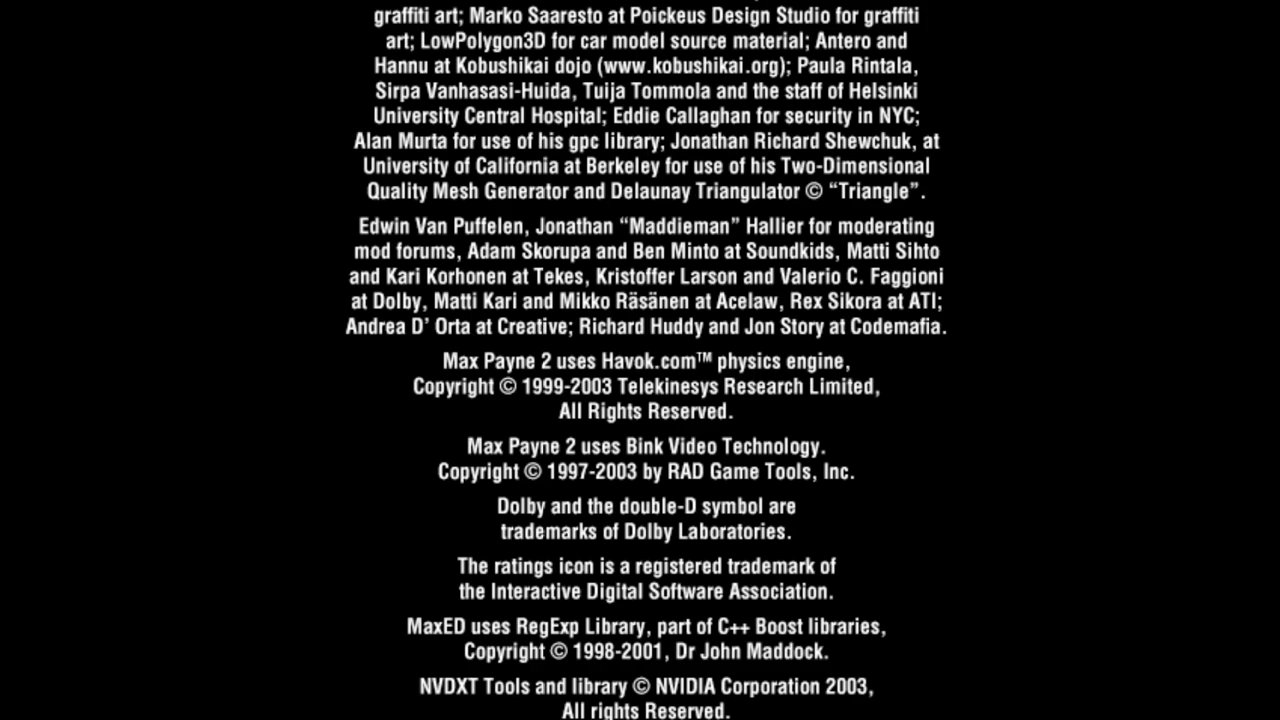 graffiti art; Marko Saaresto at Poickeus Design Studio for graffiti
art; LowPolygon3D for car model source material; Antero and
Hannu at Kobushikai dojo (www.kobushikai.org); Paula Rintala,
Sirpa Vanhasasi-Huida, Tuija Tommola and the staff of Helsinki
University Central Hospital; Eddie Callaghan for security in NYC;
Alan Murta for use of his gpc library; Jonathan Richard Shewchuk, at
University of California at Berkeley for use of his Two-Dimensional
Quality Mesh Generator and Delaunay Triangulator © “Triangle”.
Edwin Van Puffelen, Jonathan “Maddieman” Hallier for moderating
mod forums, Adam Skorupa and Ben Minto at Soundkids, Matti Sihto
and Kari Korhonen at Tekes, Kristoffer Larson and Valerio C. Faggioni
at Dolby, Matti Kari and Mikko Räsänen at Acelaw, Rex Sikora at ATI;
Andrea D’ Orta at Creative; Richard Huddy and Jon Story at Codemafia.
Max Payne 2 uses Havok.com™ physics engine,
Copyright © 1999-2003 Telekinesys Research Limited,
All Rights Reserved.
Max Payne 2 uses Bink Video Technology.
Copyright © 1997-2003 by RAD Game Tools, Inc.
Dolby and the double-D symbol are
trademarks of Dolby Laboratories.
The ratings icon is a registered trademark of
the Interactive Digital Software Association.
MaxED uses RegExp Library, part of C++ Boost libraries,
Copyright © 1998-2001, Dr John Maddock.
NVDXT Tools and library © NVIDIA Corporation 2003,
All rights Reserved.